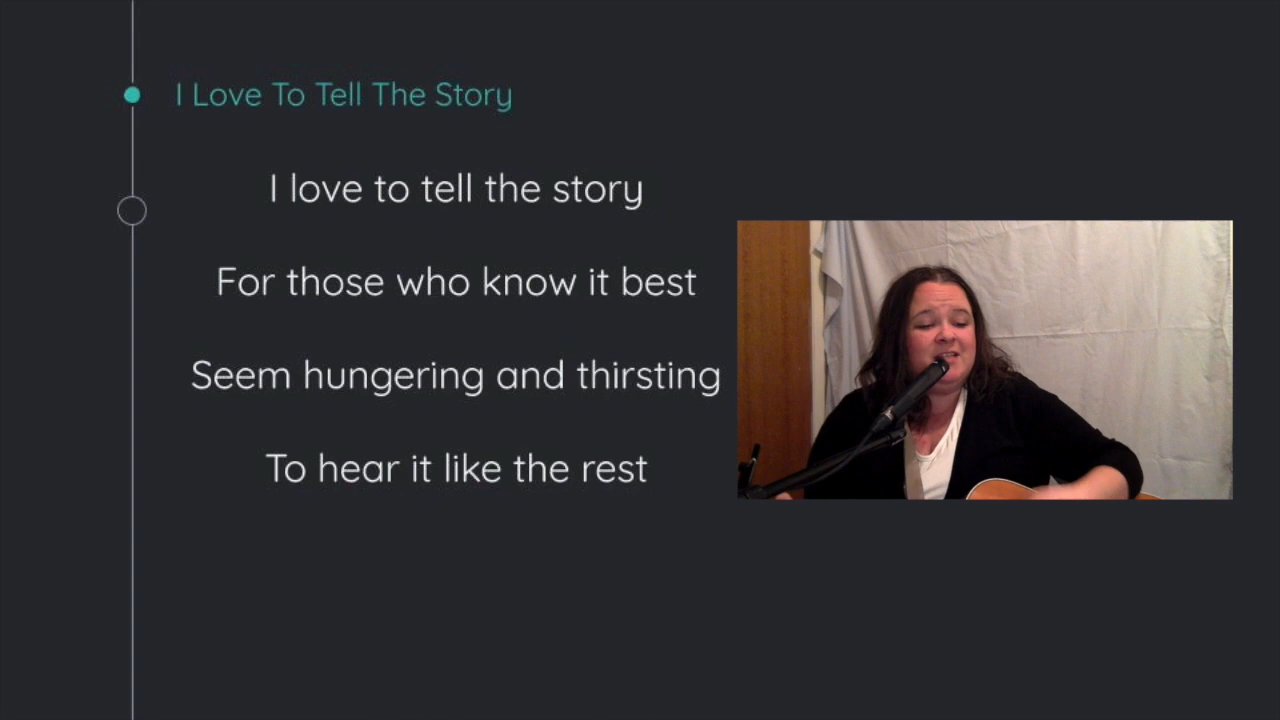 I Love To Tell The Story
I love to tell the story
For those who know it best
Seem hungering and thirsting
To hear it like the rest